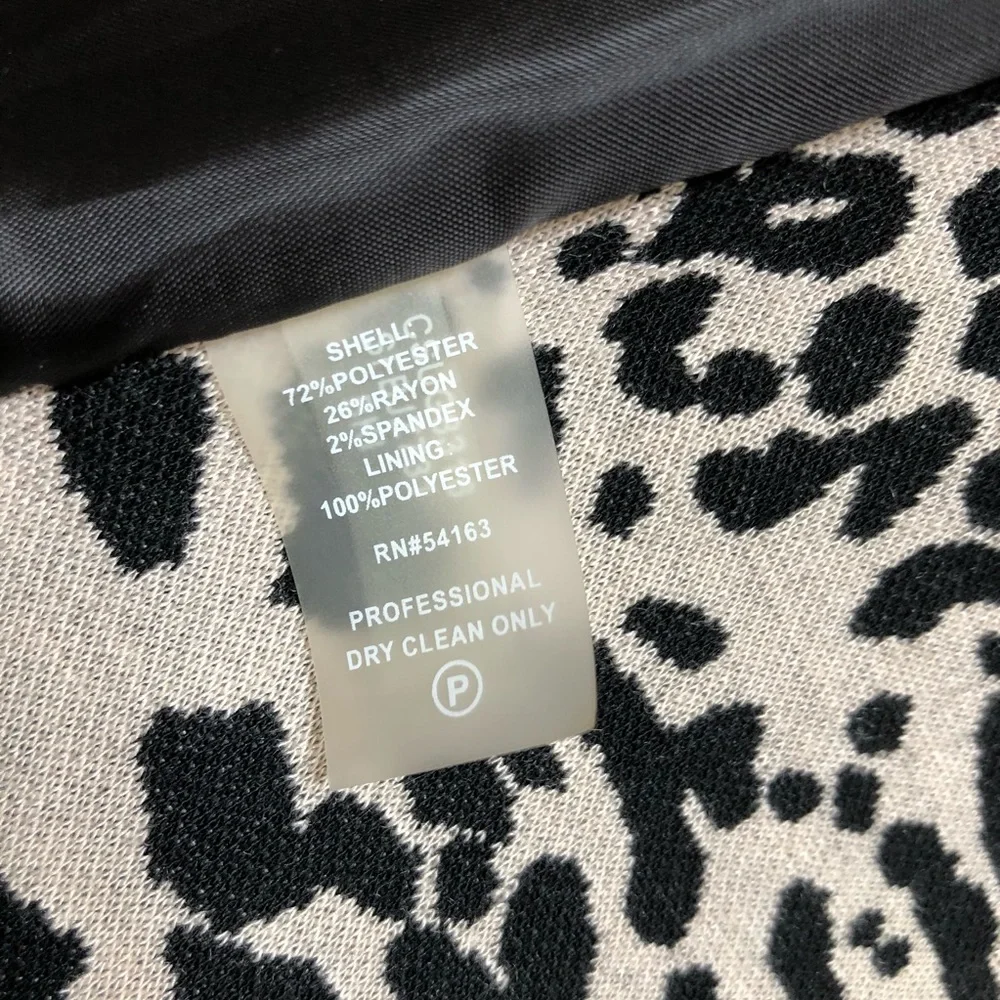 SHELL:
72%POLYESTER
26%RAYON
2%SPANDEX
LINING:
100%POLYESTER
RN#54163
PROFESSIONAL
DRY CLEAN ONLY
P